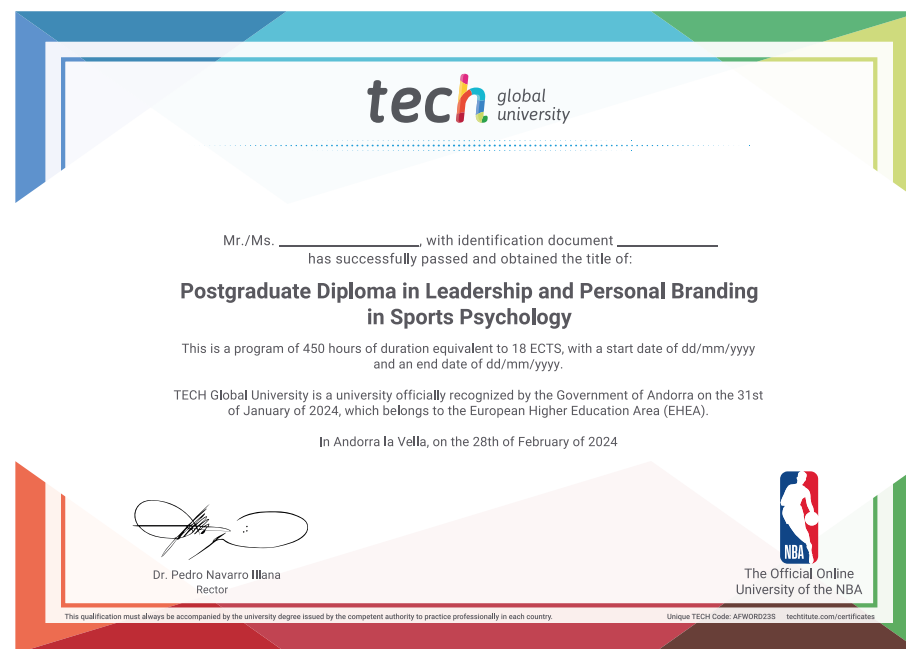 tech global
university
Mr./Ms. ____________, with identification document ____________
has successfully passed and obtained the title of:
Postgraduate Diploma in Leadership and Personal Branding
in Sports Psychology
This is a program of 450 hours of duration equivalent to 18 ECTS, with a start date of dd/mm/yyyy
and an end date of dd/mm/yyyy.
TECH Global University is a university officially recognized by the Government of Andorra on the 31st
of January of 2024, which belongs to the European Higher Education Area (EHEA).
In Andorra la Vella, on the 28th of February of 2024
Dr. Pedro Navarro Illana
Rector
NBA
The Official Online
University of the NBA
This qualification must always be accompanied by the university degree issued by the competent authority to practice professionally in each country.
Unique TECH Code: AFWORD23S techtitute.com/certificates